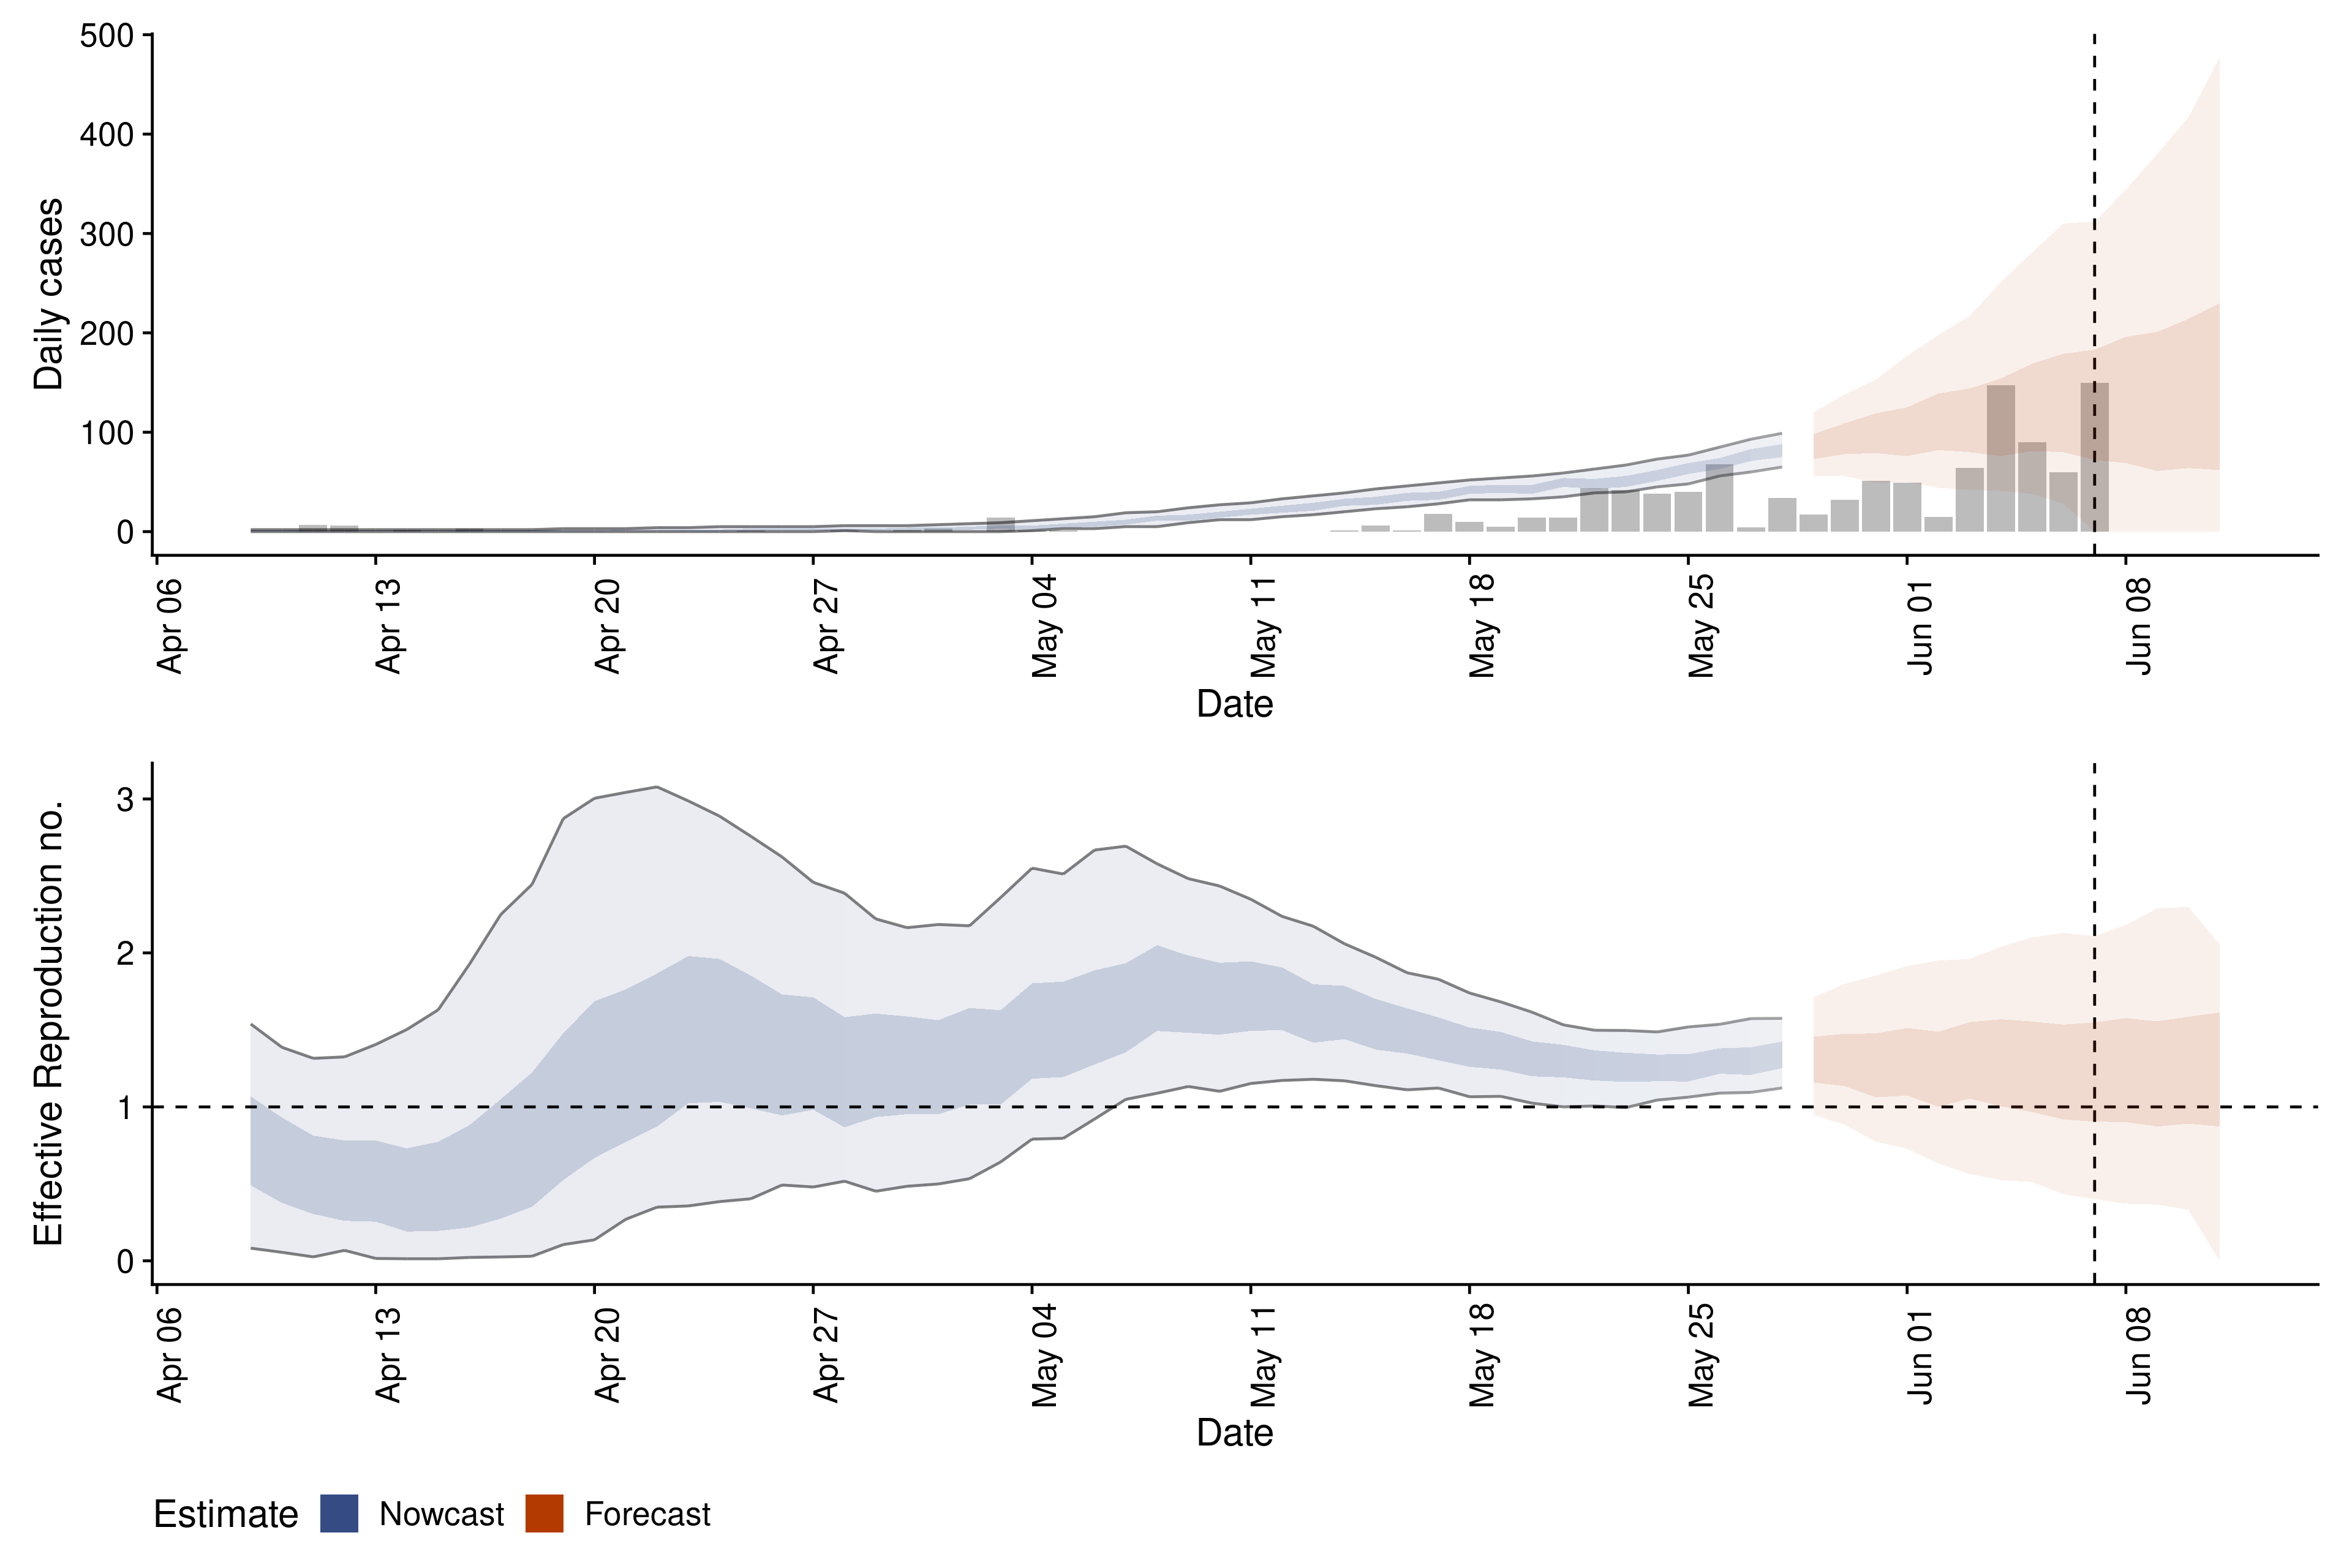 500
400
300
200
100
0
Daily cases
Apr 06
Apr 13
Apr 20
Apr 27
May 04
May 11
May 18
May 25
Jun 01
Jun 08
Date
3
2
1
0
Effective Reproduction no.
Apr 06
Apr 13
Apr 20
Apr 27
May 04
May 11
May 18
May 25
Jun 01
Jun 08
Date
Estimate Nowcast Forecast